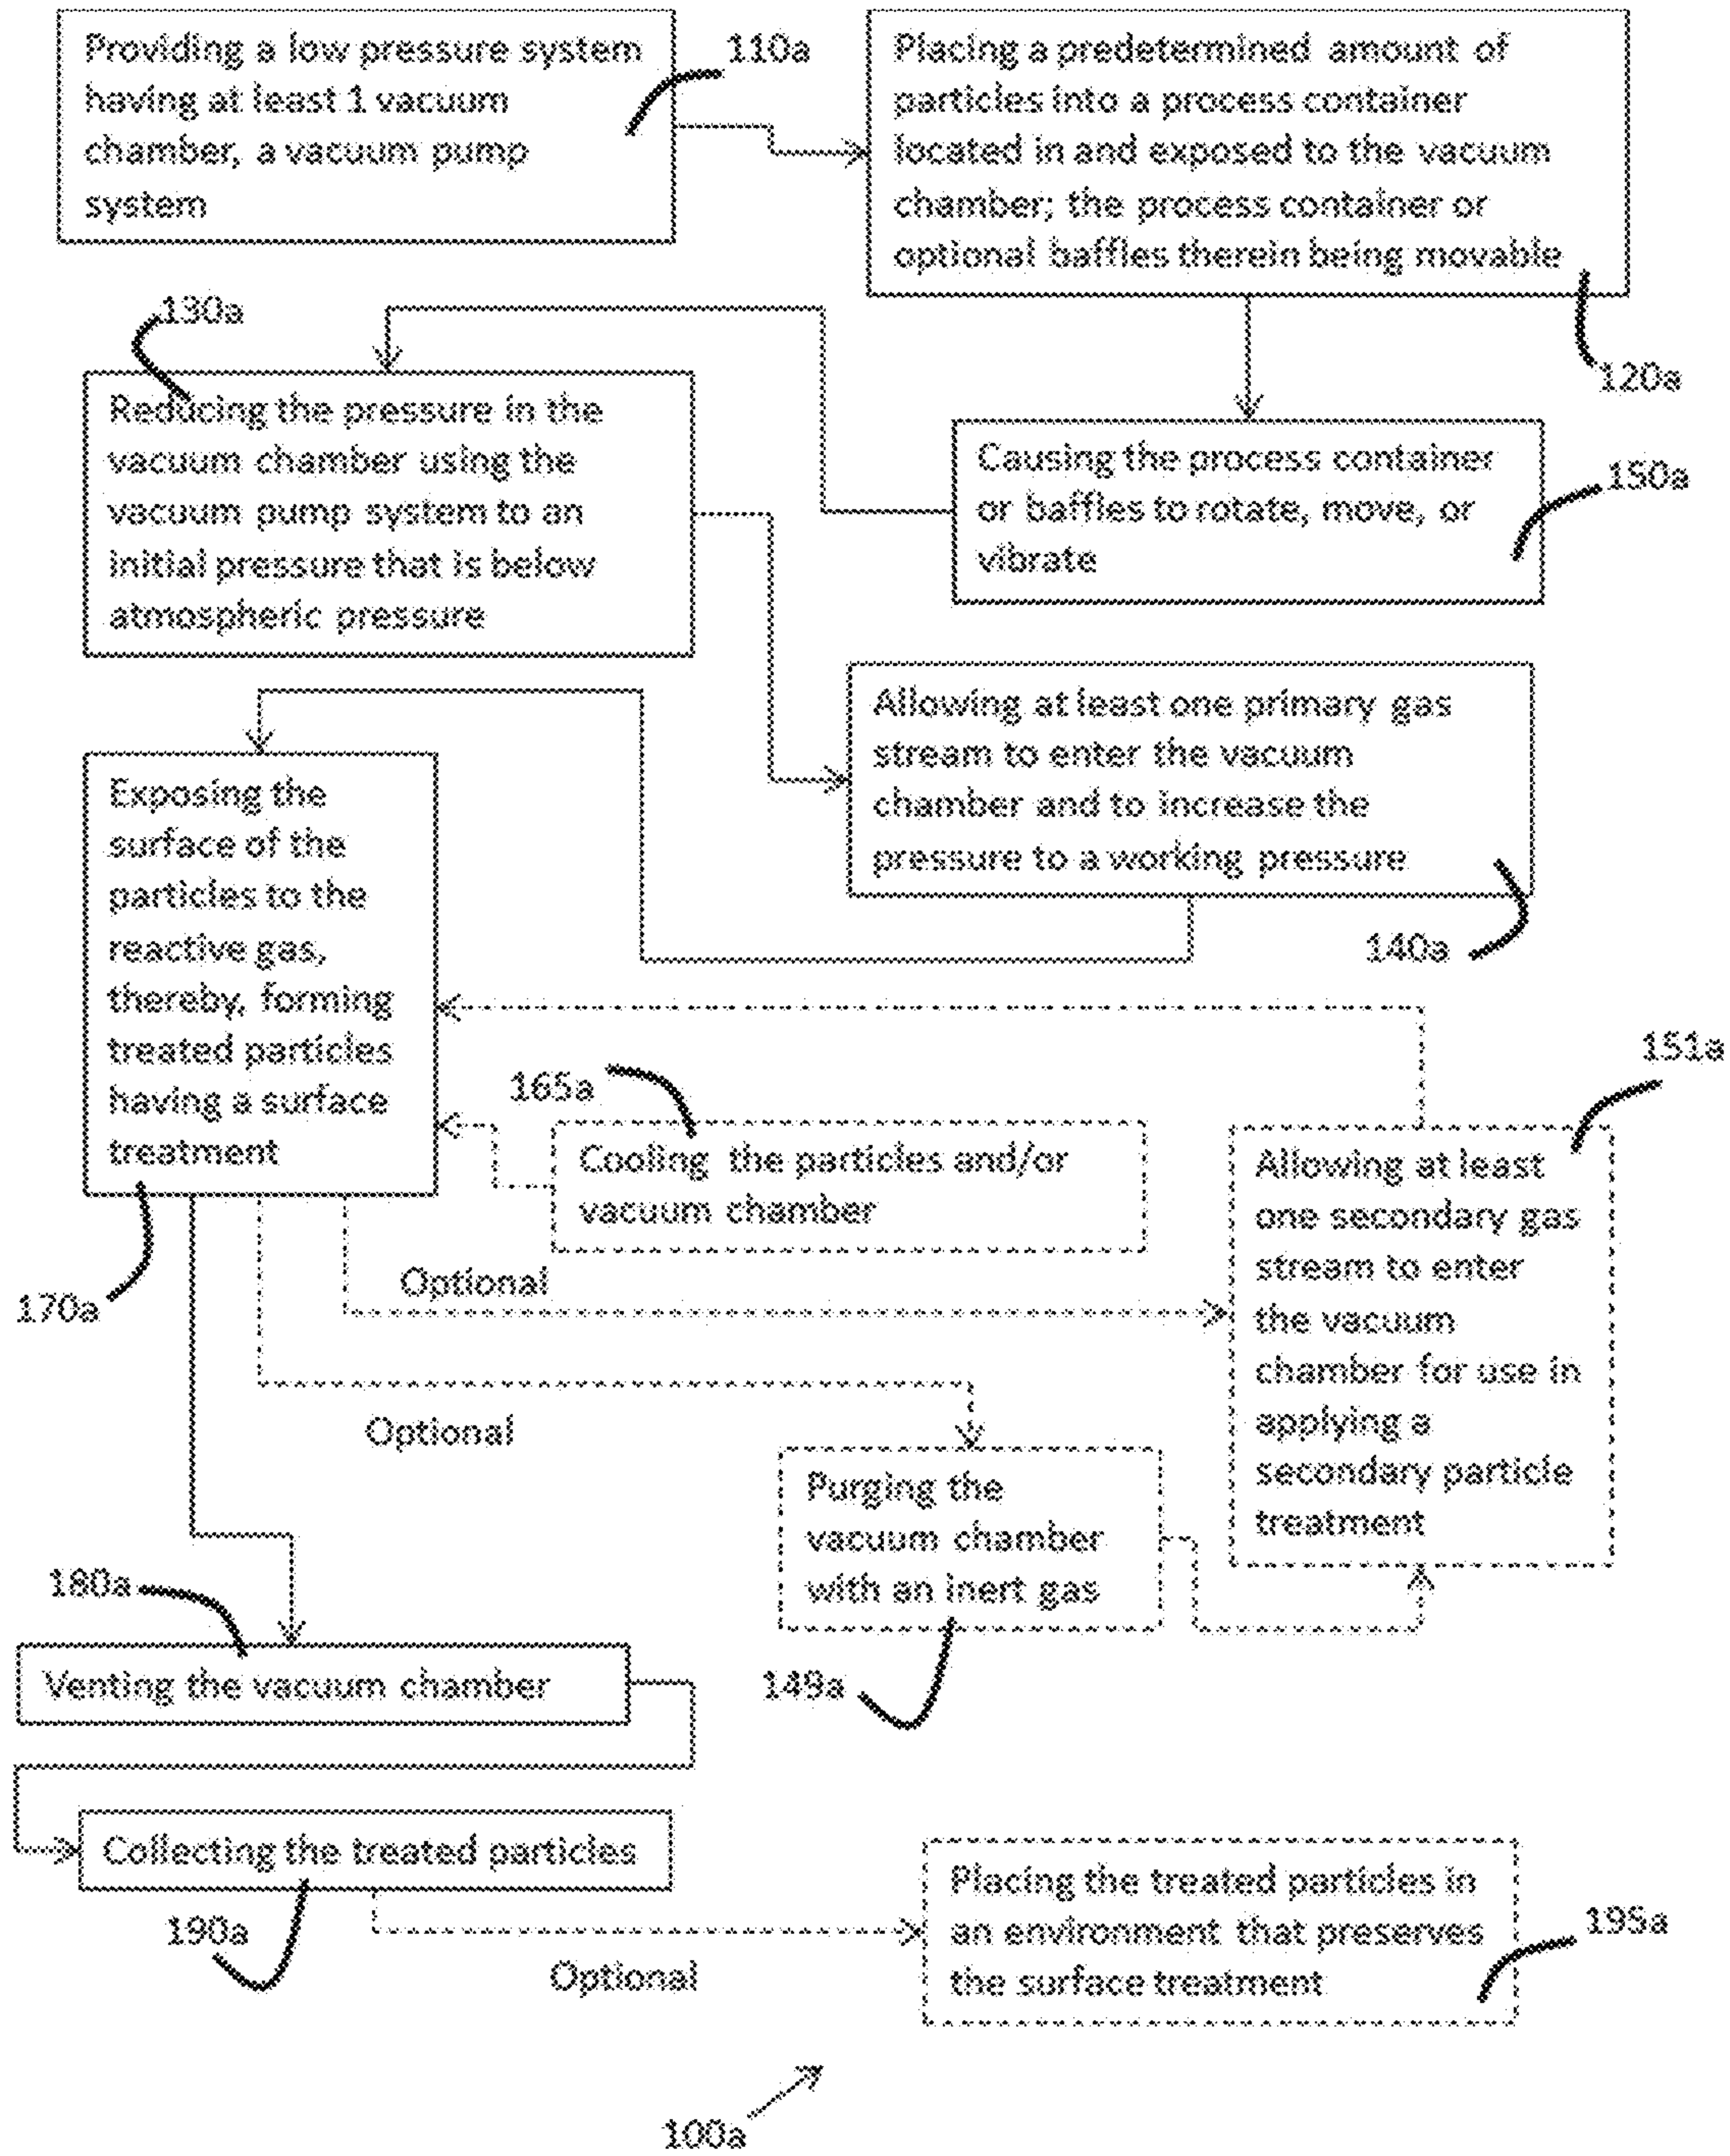 Providing a low pressure system
having at least 1 vacuum
chamber, a vacuum pump
system
110a
Placing a predetermined amount of
particles into a process container
located in and exposed to the vacuum
chamber; the process container or
optional baffles therein being movable
120a
130a
Reducing the pressure in the
vacuum chamber using the
vacuum pump system to an
initial pressure that is below
atmospheric pressure
Causing the process container
or baffles to rotate, move, or
vibrate
150a
Allowing at least one primary gas
stream to enter the vacuum
chamber and to increase the
pressure to a working pressure
140a
Exposing the
surface of the
particles to the
reactive gas,
thereby, forming
treated particles
having a surface
treatment
170a
165a
Cooling the particles and/or
vacuum chamber
151a
Allowing at least
one secondary gas
stream to enter
the vacuum
chamber for use in
applying a
secondary particle
treatment
Optional
Optional
Purging the
vacuum chamber
with an inert gas
149a
180a
Venting the vacuum chamber
Collecting the treated particles
190a
Optional
Placing the treated particles in
an environment that preserves
the surface treatment
195a
100a